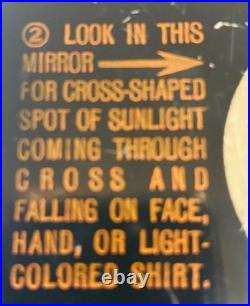 ② LOOK IN THIS
MIRROR
FOR CROSS-SHAPED
SPOT OF SUNLIGHT
COMING THROUGH
CROSS AND
FALLING ON FACE,
HAND, OR LIGHT-
COLORED SHIRT.